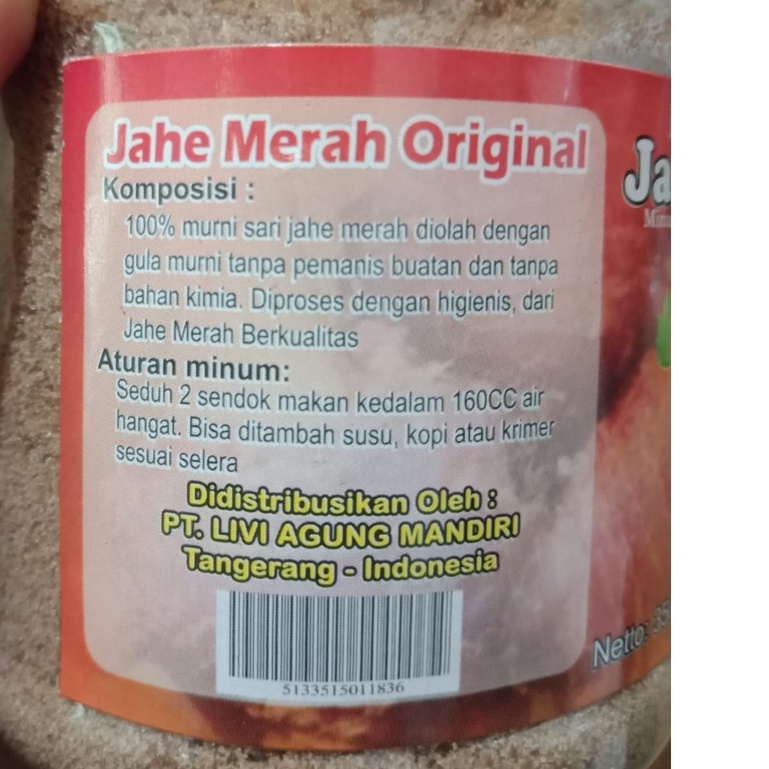 Jahe Merah Original
Komposisi :
100% murni sari jahe merah diolah dengan
gula murni tanpa pemanis buatan dan tanpa
bahan kimia. Diproses dengan higienis, dari
Jahe Merah Berkualitas
Aturan minum:
Seduh 2 sendok makan kedalam 160CC air
hangat. Bisa ditambah susu, kopi atau krimer
sesuai selera
Didistribusikan Oleh :
PT. LIVI AGUNG MANDIRI
Tangerang - Indonesia
5133515011836
Netto: